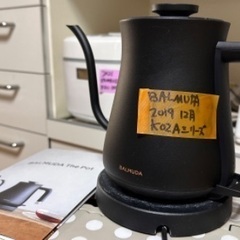 BALMUDA
2019 12月
K02Aシリーズ
BALMUDA
BALMUDA The Pot